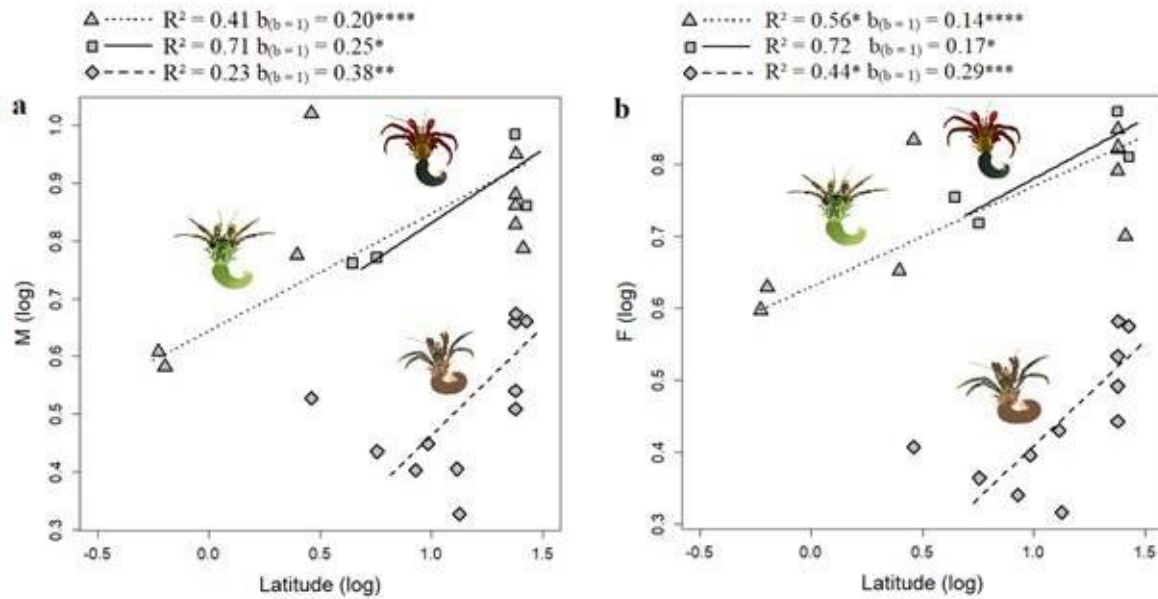 R² = 0.41 b(b = 1) = 0.20****
R² = 0.71 b(b = 1) = 0.25*
R² = 0.23 b(b = 1) = 0.38**
a
M (log)
1.0
0.9
0.8
0.7
0.6
0.5
0.4
0.3
-0.5 0.0 0.5 1.0 1.5
Latitude (log)
R² = 0.56* b(b = 1) = 0.14****
R² = 0.72 b(b = 1) = 0.17*
R² = 0.44* b(b = 1) = 0.29***
b
F (log)
0.8
0.7
0.6
0.5
0.4
0.3
-0.5 0.0 0.5 1.0 1.5
Latitude (log)